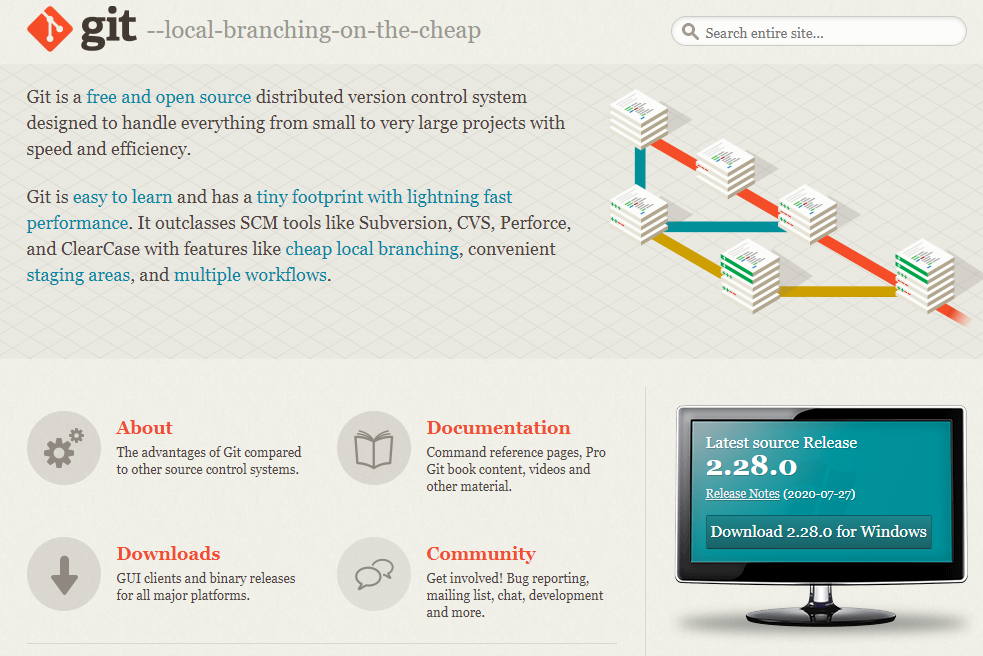 git --local-branching-on-the-cheap
Search entire site...
Git is a free and open source distributed version control system
designed to handle everything from small to very large projects with
speed and efficiency.
Git is easy to learn and has a tiny footprint with lightning fast
performance. It outclasses SCM tools like Subversion, CVS, Perforce,
and ClearCase with features like cheap local branching, convenient
staging areas, and multiple workflows.
About
The advantages of Git compared
to other source control systems.
Documentation
Command reference pages, Pro
Git book content, videos and
other material.
Downloads
GUI clients and binary releases
for all major platforms.
Community
Get involved! Bug reporting,
mailing list, chat, development
and more.
Latest source Release
2.28.0
Release Notes (2020-07-27)
Download 2.28.0 for Windows